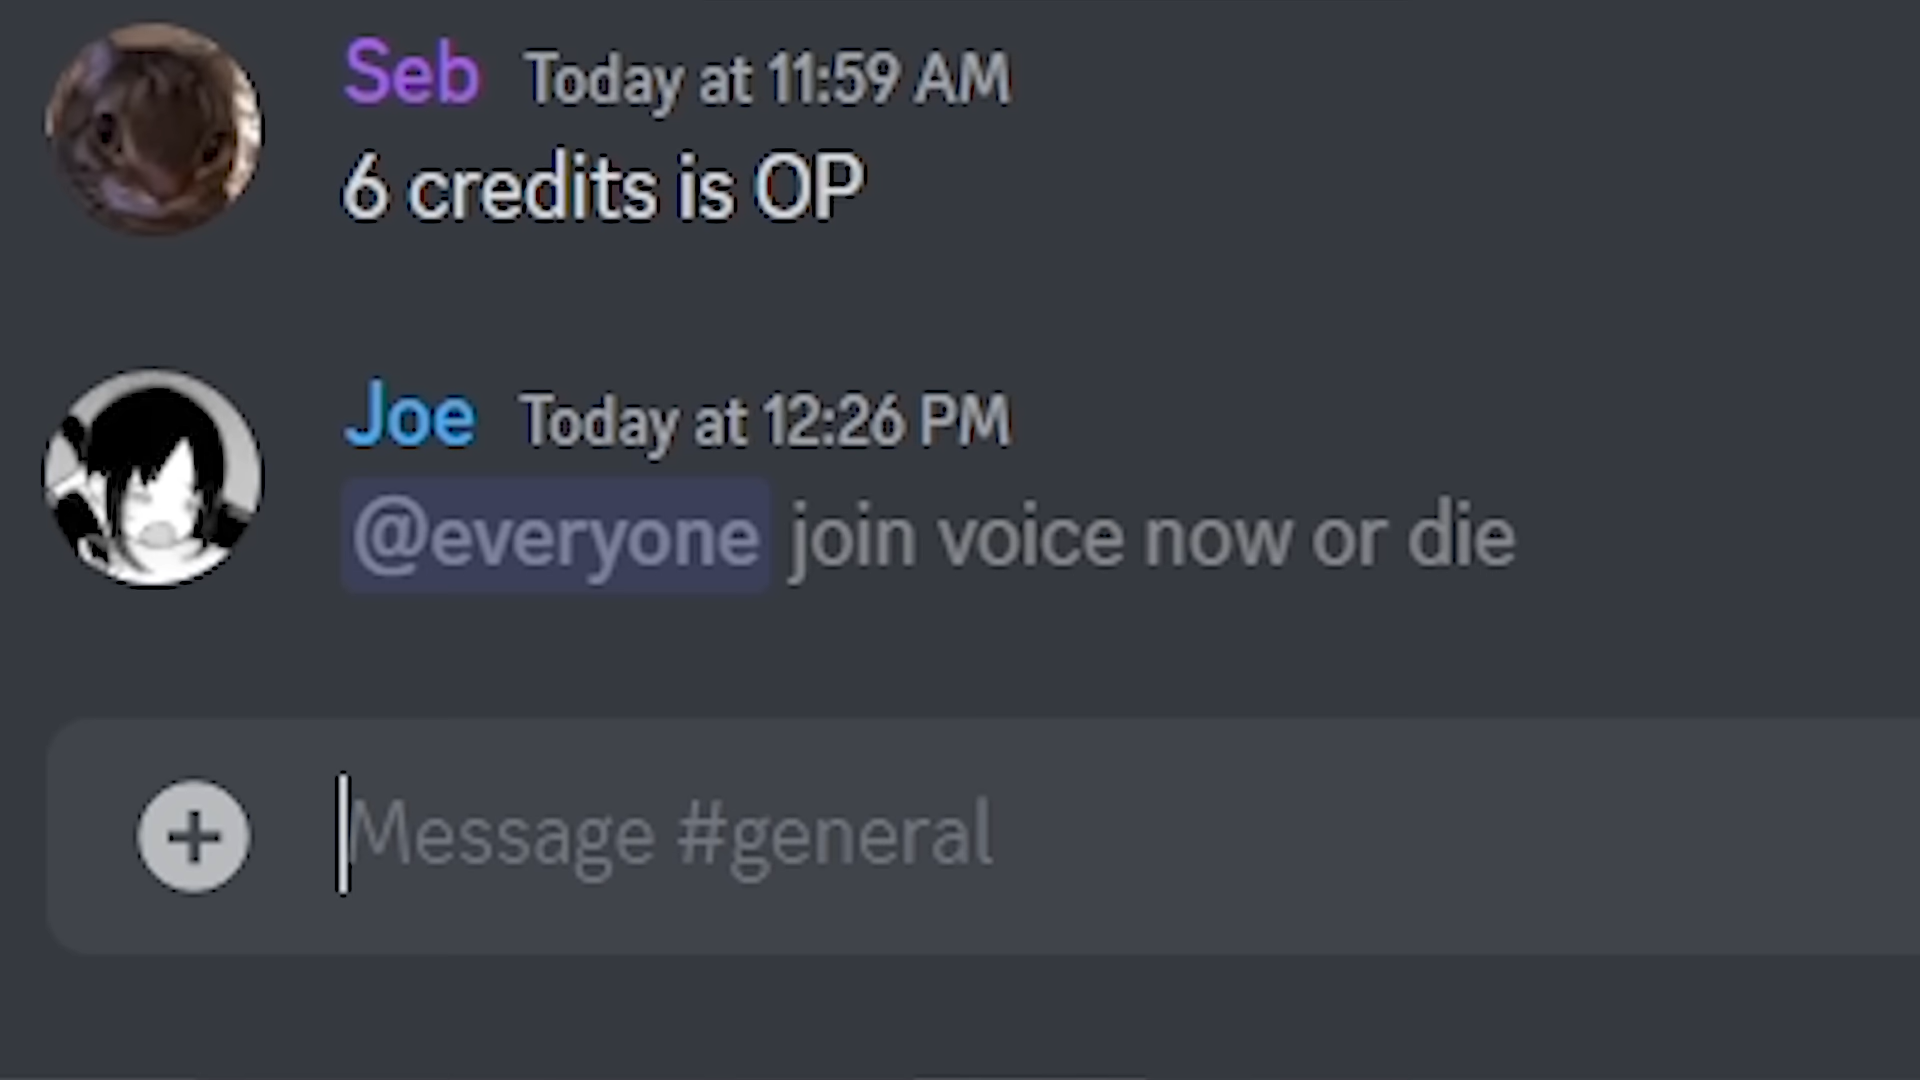 Seb Today at 11:59 AM
6 credits is OP
Joe Today at 12:26 PM
@everyone join voice now or die
Message #general